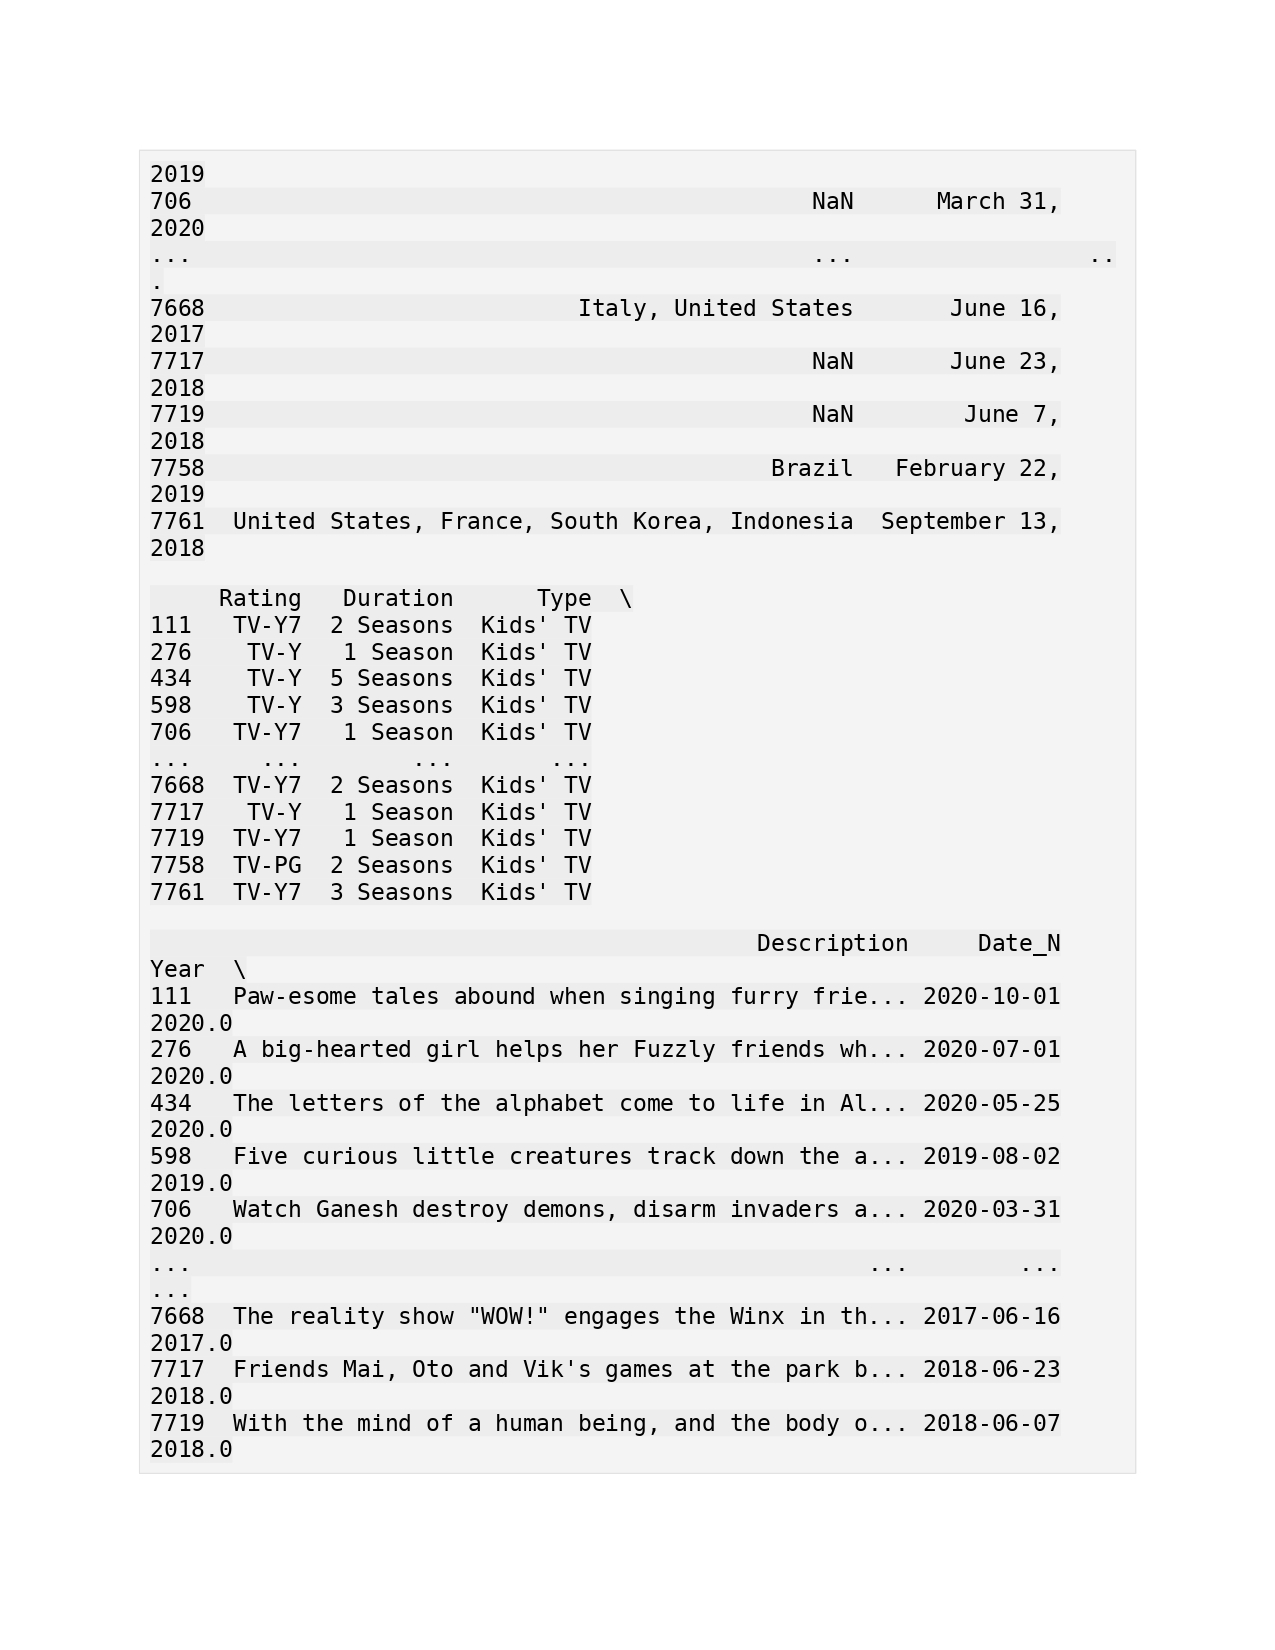 2019
706                                              NaN      March 31,
2020
...                                              ...                 ..
.
7668                           Italy, United States       June 16,
2017
7717                                            NaN       June 23,
2018
7719                                            NaN        June 7,
2018
7758                                         Brazil   February 22,
2019
7761  United States, France, South Korea, Indonesia  September 13,
2018
     Rating   Duration      Type  \
111   TV-Y7  2 Seasons  Kids' TV
276    TV-Y   1 Season  Kids' TV
434    TV-Y  5 Seasons  Kids' TV
598    TV-Y  3 Seasons  Kids' TV
706   TV-Y7   1 Season  Kids' TV
...     ...        ...       ...
7668  TV-Y7  2 Seasons  Kids' TV
7717   TV-Y   1 Season  Kids' TV
7719  TV-Y7   1 Season  Kids' TV
7758  TV-PG  2 Seasons  Kids' TV
7761  TV-Y7  3 Seasons  Kids' TV
                                            Description     Date_N
Year  \
111   Paw-esome tales abound when singing furry frie... 2020-10-01
2020.0
276   A big-hearted girl helps her Fuzzly friends wh... 2020-07-01
2020.0
434   The letters of the alphabet come to life in Al... 2020-05-25
2020.0
598   Five curious little creatures track down the a... 2019-08-02
2019.0
706   Watch Ganesh destroy demons, disarm invaders a... 2020-03-31
2020.0
...                                                 ...        ...
...
7668  The reality show "WOW!" engages the Winx in th... 2017-06-16
2017.0
7717  Friends Mai, Oto and Vik's games at the park b... 2018-06-23
2018.0
7719  With the mind of a human being, and the body o... 2018-06-07
2018.0